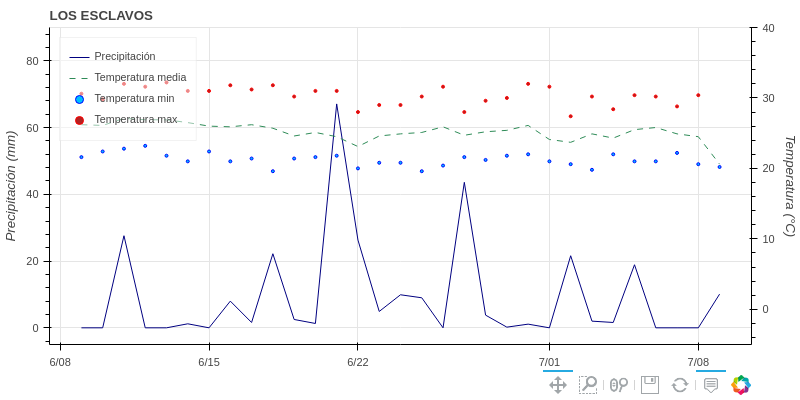 LOS ESCLAVOS
Precipitación
Temperatura media
Temperatura min
Temperatura max
Precipitación (mm)
80
60
40
20
0
Temperatura (°C)
40
30
20
10
0
6/08
6/15
6/22
7/01
7/08